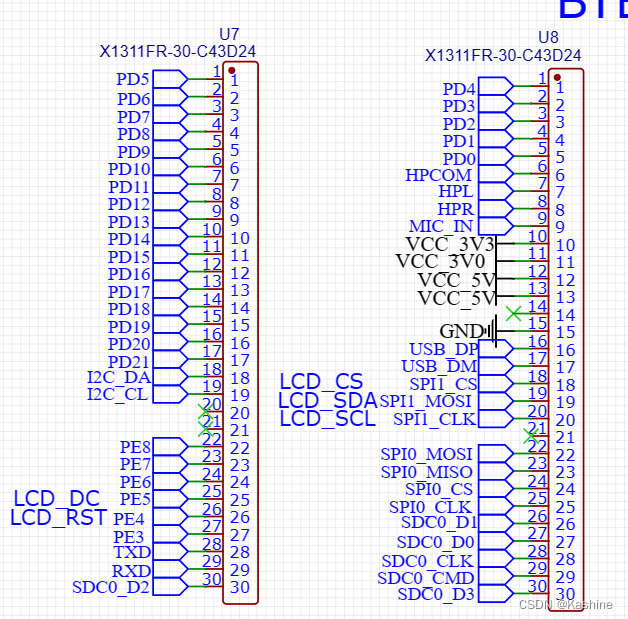 BTB
U7
X1311FR-30-C43D24
PD5 1 1
PD6 2 2
PD7 3 3
PD8 4 4
PD9 5 5
PD10 6 6
PD11 7 7
PD12 8 8
PD13 9 9
PD14 10 10
PD15 11 11
PD16 12 12
PD17 13 13
PD18 14 14
PD19 15 15
PD20 16 16
PD21 17 17
I2C_DA 18 18
I2C_CL 19 19
20 20
21 21
PE8 22 22
PE7 23 23
PE6 24 24
LCD_DC PE5 25 25
LCD_RST PE4 26 26
PE3 27 27
TXD 28 28
RXD 29 29
SDC0_D2 30 30
U8
X1311FR-30-C43D24
PD4 1 1
PD3 2 2
PD2 3 3
PD1 4 4
PD0 5 5
HPCOM 6 6
HPL 7 7
HPR 8 8
MIC_IN 9 9
VCC_3V3 10 10
VCC_3V0 11 11
VCC_5V 12 12
VCC_5V 13 13
14 14
GND 15 15
USB_DP 16 16
USB_DM 17 17
LCD_CS SPI1_CS 18 18
LCD_SDA SPI1_MOSI 19 19
LCD_SCL SPI1_CLK 20 20
21 21
SPI0_MOSI 22 22
SPI0_MISO 23 23
SPI0_CS 24 24
SPI0_CLK 25 25
SDC0_D1 26 26
SDC0_D0 27 27
SDC0_CLK 28 28
SDC0_CMD 29 29
SDC0_D3 30 30
CSDN @Kashine